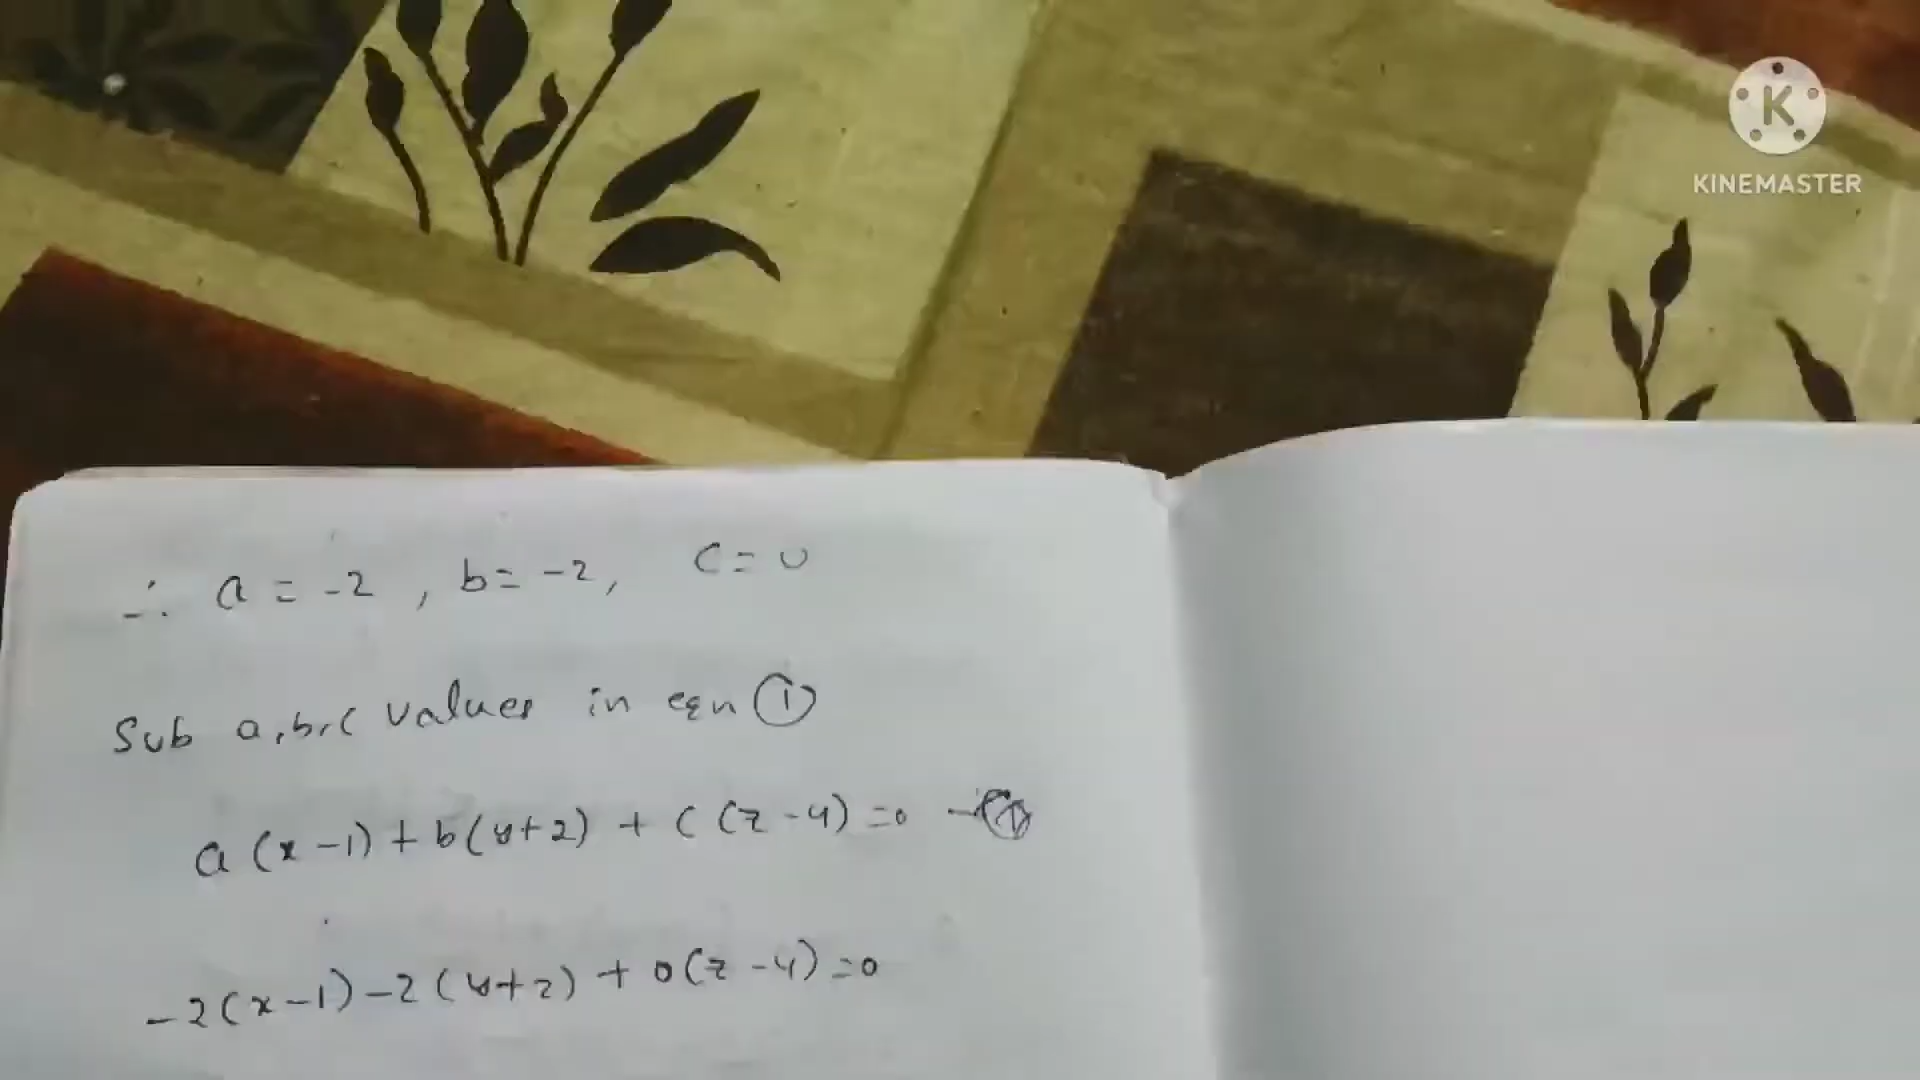 K
KINEMASTER
∴ a = -2 , b = -2, c = 0
Sub a,b,c values in eqn ①
a (x - 1) + b (y + 2) + c (z - 4) = 0 - ①
-2 (x - 1) - 2 (y + 2) + 0 (z - 4) = 0